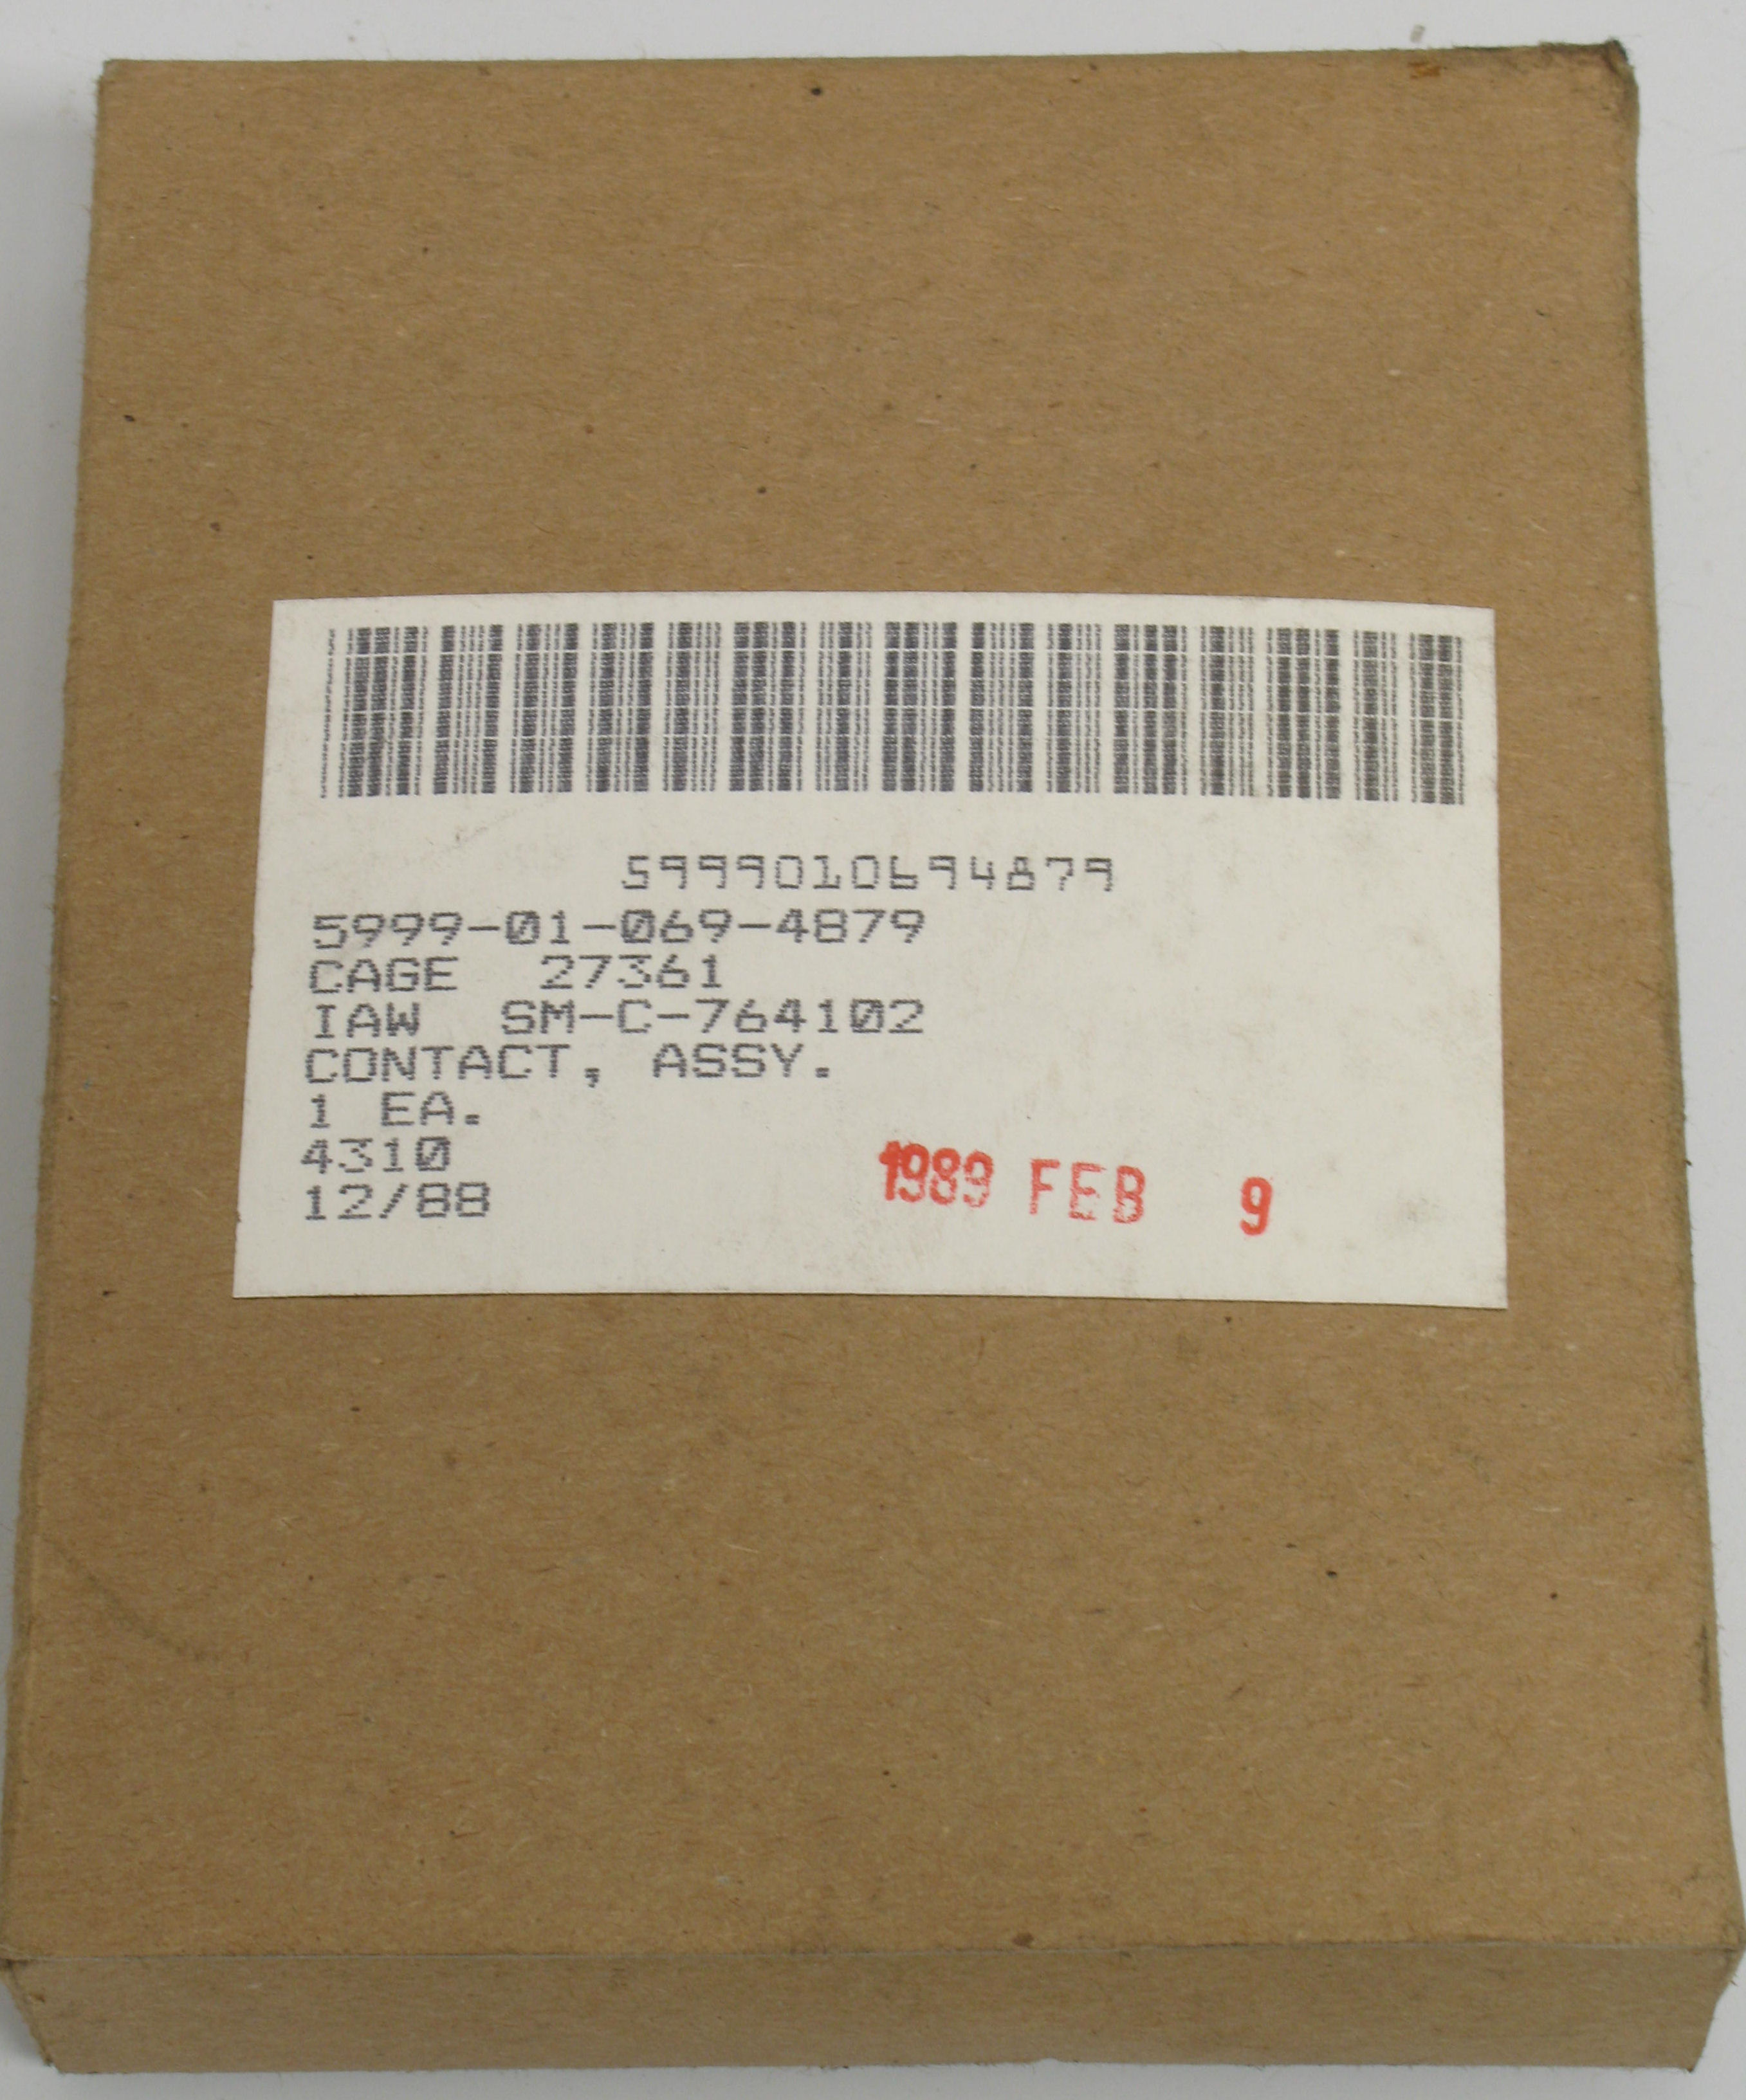 5999010694879
5999-01-069-4879
CAGE 27361
IAW SM-C-764102
CONTACT, ASSY.
1 EA.
4310
12/88
1989 FEB 9